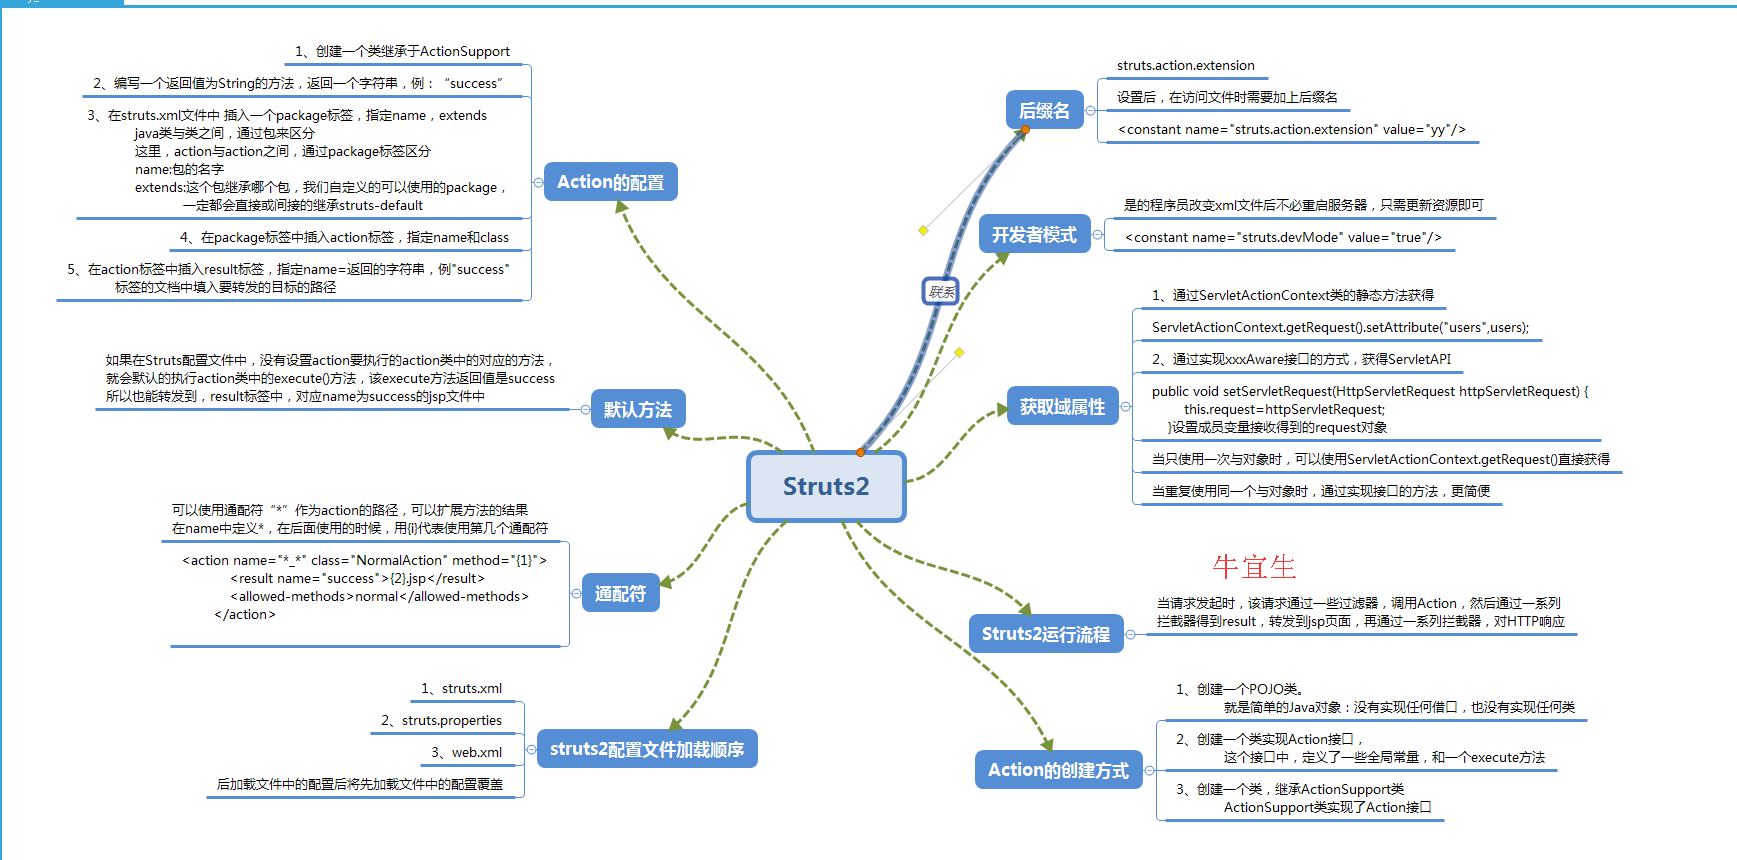 1、创建一个类继承于ActionSupport
2、编写一个返回值为String的方法，返回一个字符串，例：“success”
3、在struts.xml文件中 插入一个package标签，指定name，extends
java类与类之间，通过包来区分
这里，action与action之间，通过package标签区分
name:包的名字
extends:这个包继承哪个包，我们自定义的可以使用的package，
一定都会直接或间接的继承struts-default
4、在package标签中插入action标签，指定name和class
5、在action标签中插入result标签，指定name=返回的字符串，例"success"
标签的文档中填入要转发的目标的路径
Action的配置
如果在Struts配置文件中，没有设置action要执行的action类中的对应的方法，
就会默认的执行action类中的execute()方法，该execute方法返回值是success
所以也能转发到，result标签中，对应name为success的jsp文件中
默认方法
可以使用通配符“*”作为action的路径，可以扩展方法的结果
在name中定义*，在后面使用的时候，用{i}代表使用第几个通配符
<action name="*_*" class="NormalAction" method="{1}">
<result name="success">{2}.jsp</result>
<allowed-methods>normal</allowed-methods>
</action>
通配符
1、struts.xml
2、struts.properties
3、web.xml
后加载文件中的配置后将先加载文件中的配置覆盖
struts2配置文件加载顺序
Struts2
联系
后缀名
struts.action.extension
设置后，在访问文件时需要加上后缀名
<constant name="struts.action.extension" value="yy"/>
开发者模式
是的程序员改变xml文件后不必重启服务器，只需更新资源即可
<constant name="struts.devMode" value="true"/>
获取域属性
1、通过ServletActionContext类的静态方法获得
ServletActionContext.getRequest().setAttribute("users",users);
2、通过实现xxxAware接口的方式，获得ServletAPI
public void setServletRequest(HttpServletRequest httpServletRequest) {
this.request=httpServletRequest;
}设置成员变量接收得到的request对象
当只使用一次与对象时，可以使用ServletActionContext.getRequest()直接获得
当重复使用同一个与对象时，通过实现接口的方法，更简便
牛宜生
Struts2运行流程
当请求发起时，该请求通过一些过滤器，调用Action，然后通过一系列
拦截器得到result，转发到jsp页面，再通过一系列拦截器，对HTTP响应
Action的创建方式
1、创建一个POJO类。
就是简单的Java对象：没有实现任何借口，也没有实现任何类
2、创建一个类实现Action接口，
这个接口中，定义了一些全局常量，和一个execute方法
3、创建一个类，继承ActionSupport类
ActionSupport类实现了Action接口